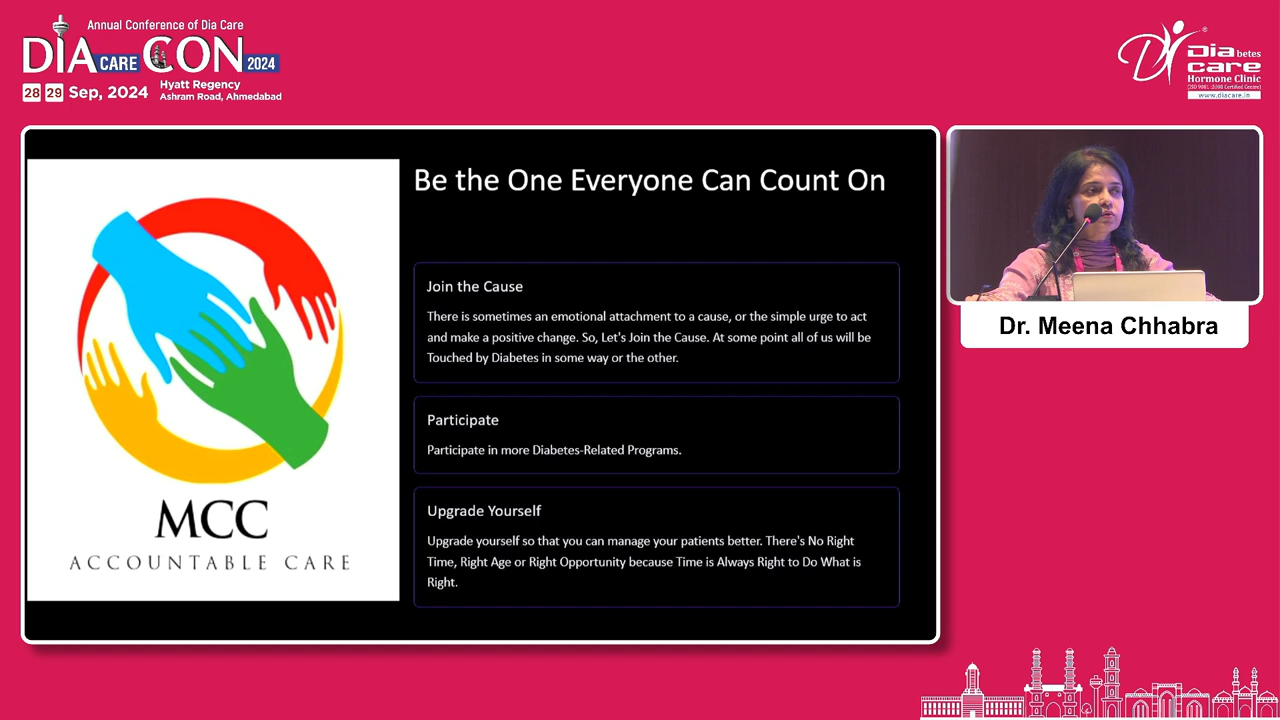 Annual Conference of Dia Care
DIA CARE CON 2024
28 29 Sep, 2024
Hyatt Regency
Ashram Road, Ahmedabad
Diabetes
care
Hormone Clinic
(ISO 9001 :2008 Certified Centre)
www.diacare.in
Be the One Everyone Can Count On
Join the Cause
There is sometimes an emotional attachment to a cause, or the simple urge to act
and make a positive change. So, Let's Join the Cause. At some point all of us will be
Touched by Diabetes in some way or the other.
Participate
Participate in more Diabetes-Related Programs.
Upgrade Yourself
Upgrade yourself so that you can manage your patients better. There's No Right
Time, Right Age or Right Opportunity because Time is Always Right to Do What is
Right.
MCC
ACCOUNTABLE CARE
Dr. Meena Chhabra